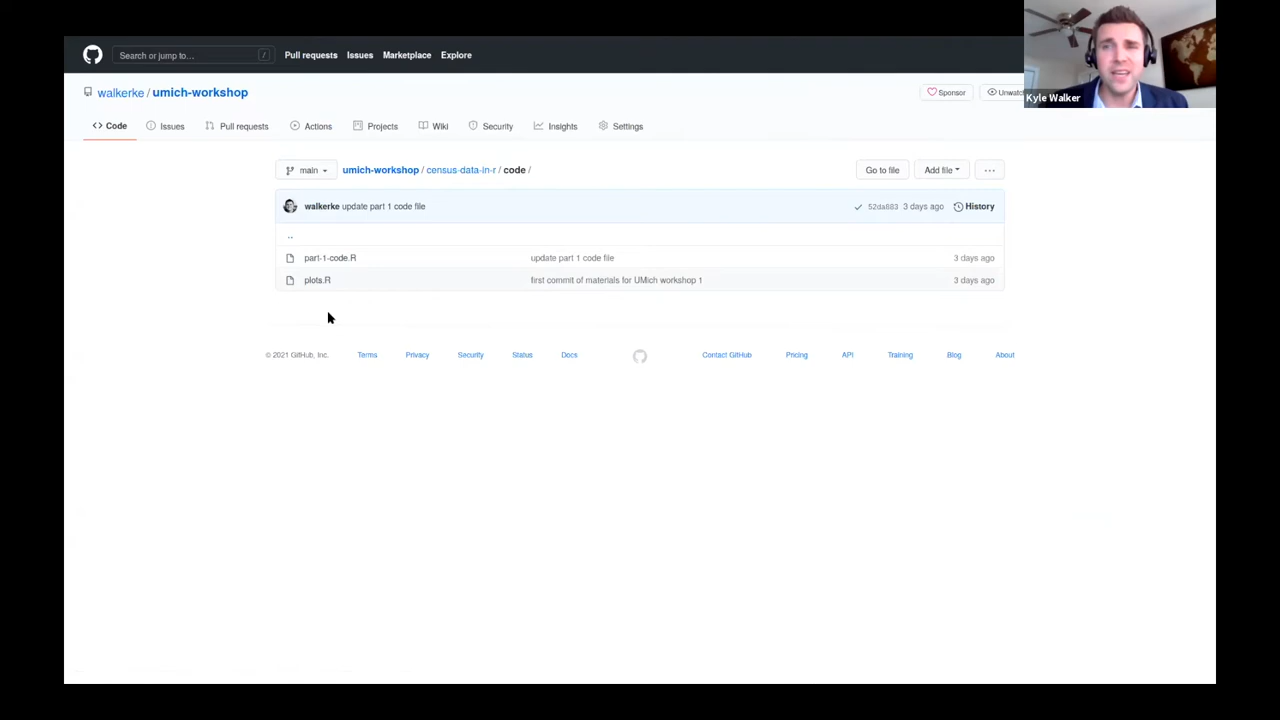 Search or jump to…
/
Pull requests
Issues
Marketplace
Explore
Kyle Walker
walkerke / umich-workshop
Sponsor
Unwatc
Code
Issues
Pull requests
Actions
Projects
Wiki
Security
Insights
Settings
main
umich-workshop / census-data-in-r / code /
Go to file
Add file
...
walkerke update part 1 code file
52da683 3 days ago
History
..
part-1-code.R
update part 1 code file
3 days ago
plots.R
first commit of materials for UMich workshop 1
3 days ago
© 2021 GitHub, Inc.
Terms
Privacy
Security
Status
Docs
Contact GitHub
Pricing
API
Training
Blog
About